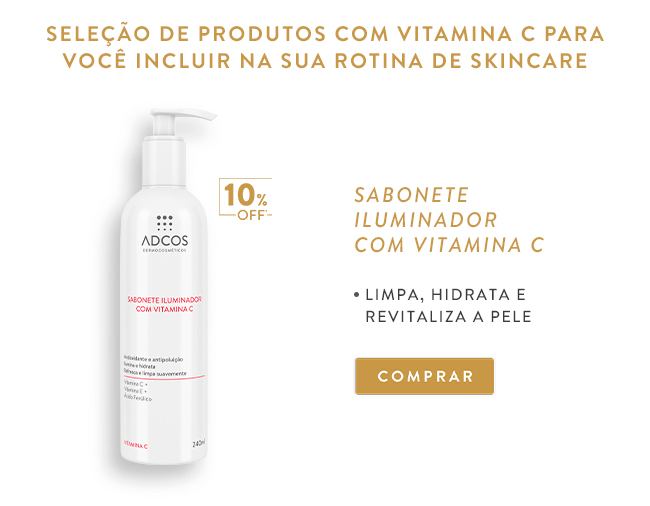 SELEÇÃO DE PRODUTOS COM VITAMINA C PARA
VOCÊ INCLUIR NA SUA ROTINA DE SKINCARE
10%
OFF*
ADCOS
DERMOCOSMÉTICOS
SABONETE ILUMINADOR
COM VITAMINA C
Antioxidante e antipoluição
Ilumina e hidrata
Refresca e limpa suavemente
Vitamina C +
Vitamina E +
Ácido Ferúlico
VITAMINA C
240ml
SABONETE
ILUMINADOR
COM VITAMINA C
• LIMPA, HIDRATA E
REVITALIZA A PELE
COMPRAR